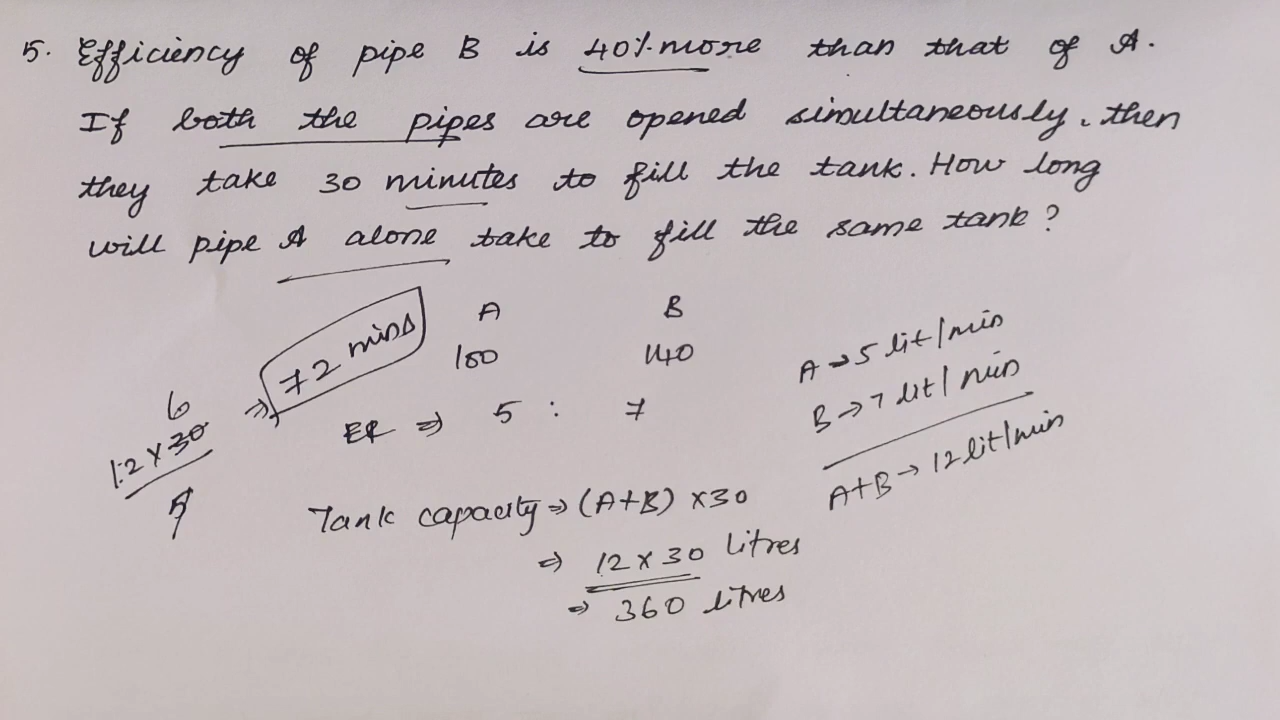 5. Efficiency of pipe B is 40% more than that of A.
If both the pipes are opened simultaneously, then
they take 30 minutes to fill the tank. How long
will pipe A alone take to fill the same tank?
A B
100 140
ER ⇒ 5 : 7
A → 5 lit/min
B → 7 lit/min
A+B → 12 lit/min
6
12 x 30
5
⇒ 72 mins
Tank capacity ⇒ (A+B) x 30
⇒ 12 x 30 litres
⇒ 360 litres